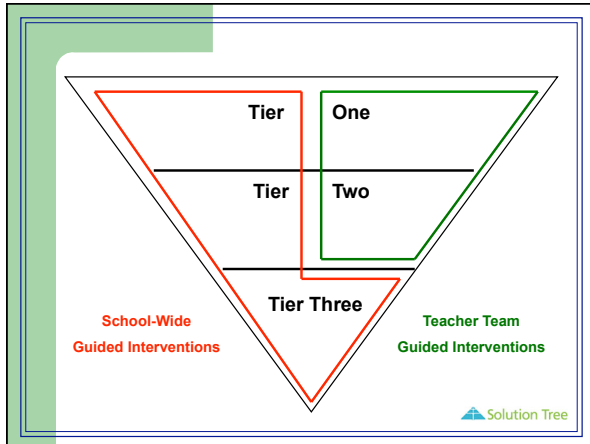 Tier One
Tier Two
Tier Three
School-Wide
Guided Interventions
Teacher Team
Guided Interventions
Solution Tree